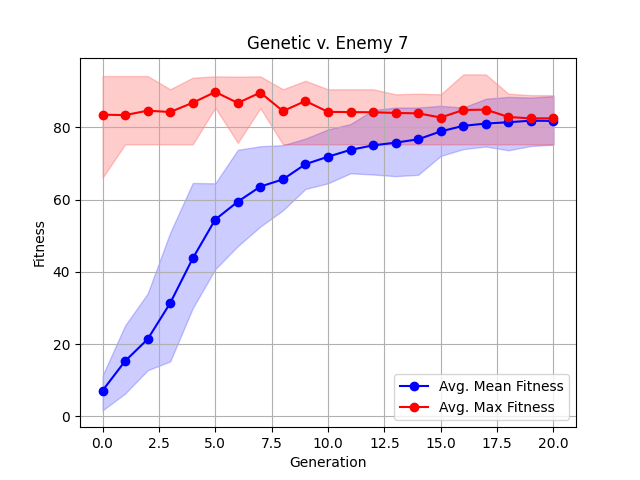 Genetic v. Enemy 7
Fitness
80
60
40
20
0
0.0 2.5 5.0 7.5 10.0 12.5 15.0 17.5 20.0
Generation
Avg. Mean Fitness
Avg. Max Fitness